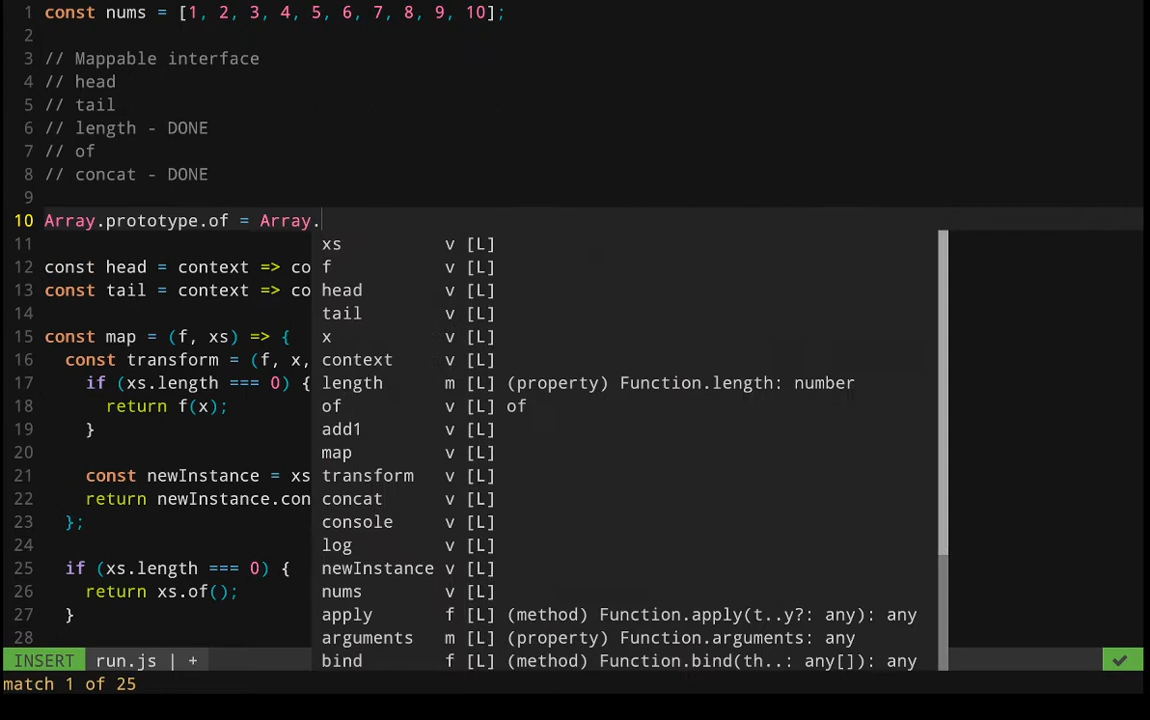 1 const nums = [1, 2, 3, 4, 5, 6, 7, 8, 9, 10];
2
3 // Mappable interface
4 // head
5 // tail
6 // length - DONE
7 // of
8 // concat - DONE
9
10 Array.prototype.of = Array.
11 xs v [L]
12 const head = context => co f v [L]
13 const tail = context => co head v [L]
14 tail v [L]
15 const map = (f, xs) => { x v [L]
16 const transform = (f, x, context v [L]
17 if (xs.length === 0) { length m [L] (property) Function.length: number
18 return f(x); of v [L] of
19 } add1 v [L]
20 map v [L]
21 const newInstance = xs transform v [L]
22 return newInstance.con concat v [L]
23 }; console v [L]
24 log v [L]
25 if (xs.length === 0) { newInstance v [L]
26 return xs.of(); nums v [L]
27 } apply f [L] (method) Function.apply(t..y?: any): any
28 arguments m [L] (property) Function.arguments: any
INSERT run.js | + bind f [L] (method) Function.bind(th..: any[]): any ✔
match 1 of 25